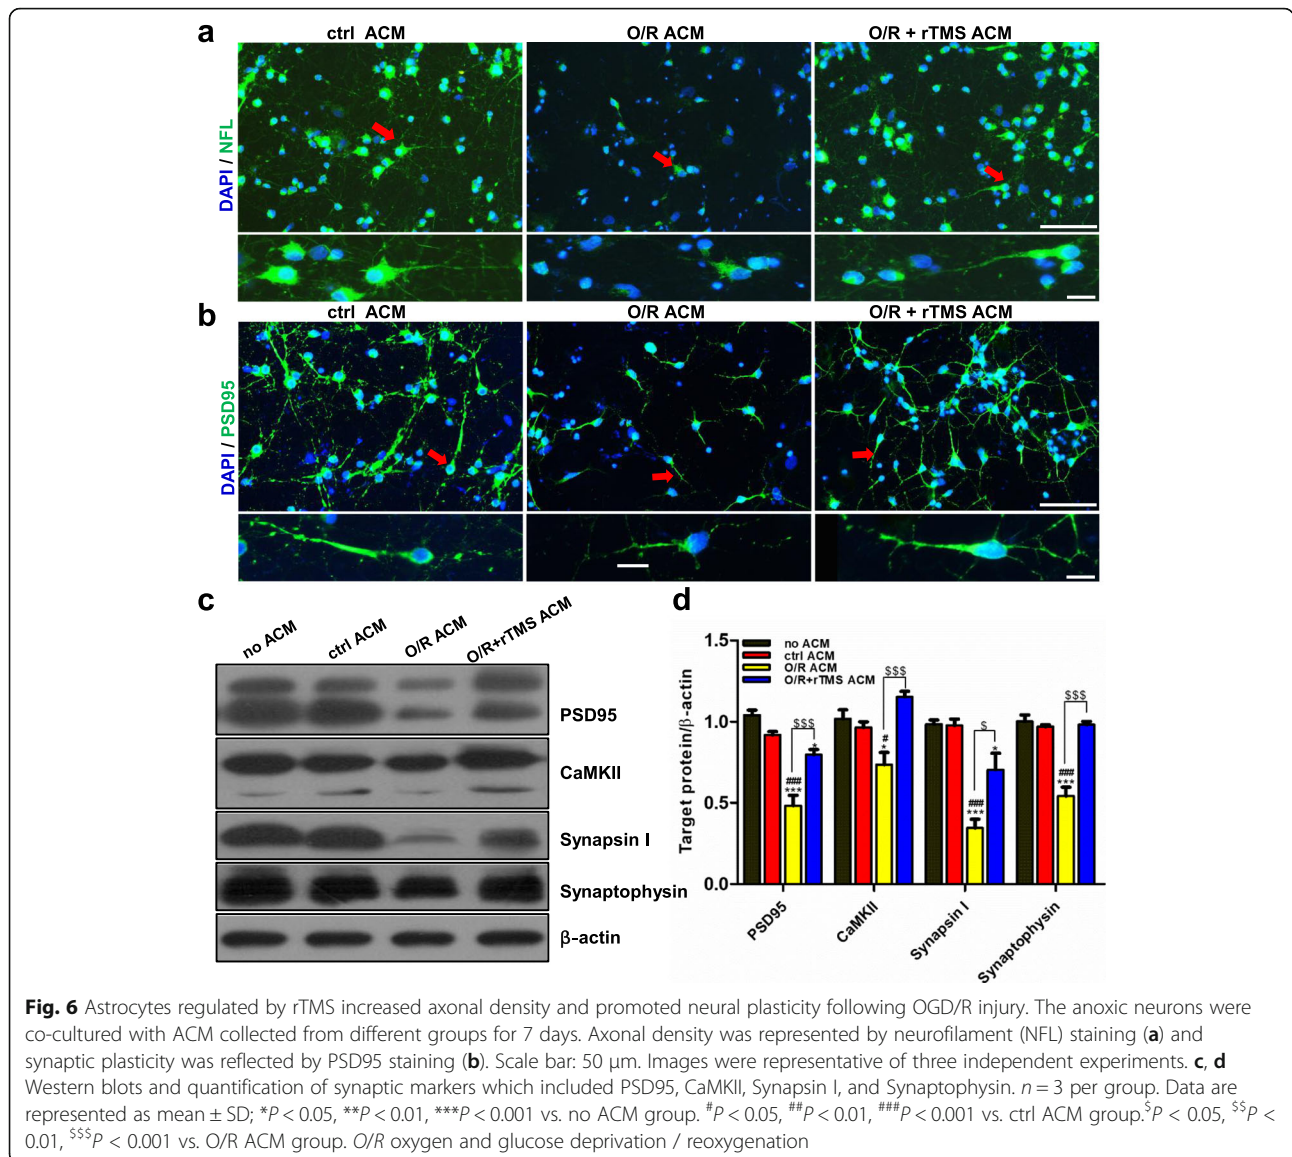 a
ctrl ACM
O/R ACM
O/R + rTMS ACM
DAPI / NFL
b
ctrl ACM
O/R ACM
O/R + rTMS ACM
DAPI / PSD95
c
no ACM
ctrl ACM
O/R ACM
O/R+rTMS ACM
PSD95
CaMKII
Synapsin I
Synaptophysin
β-actin
d
Target protein/β-actin
1.5
1.0
0.5
0.0
no ACM
ctrl ACM
O/R ACM
O/R+rTMS ACM
$$$
*
###
***
$$$
#
*
$
*
###
***
$$$
###
***
PSD95
CaMKII
Synapsin I
Synaptophysin
Fig. 6 Astrocytes regulated by rTMS increased axonal density and promoted neural plasticity following OGD/R injury. The anoxic neurons were
co-cultured with ACM collected from different groups for 7 days. Axonal density was represented by neurofilament (NFL) staining (a) and
synaptic plasticity was reflected by PSD95 staining (b). Scale bar: 50 μm. Images were representative of three independent experiments. c, d
Western blots and quantification of synaptic markers which included PSD95, CaMKII, Synapsin I, and Synaptophysin. n = 3 per group. Data are
represented as mean ± SD; *P < 0.05, **P < 0.01, ***P < 0.001 vs. no ACM group. #P < 0.05, ##P < 0.01, ###P < 0.001 vs. ctrl ACM group.$P < 0.05, $$P <
0.01, $$$P < 0.001 vs. O/R ACM group. O/R oxygen and glucose deprivation / reoxygenation